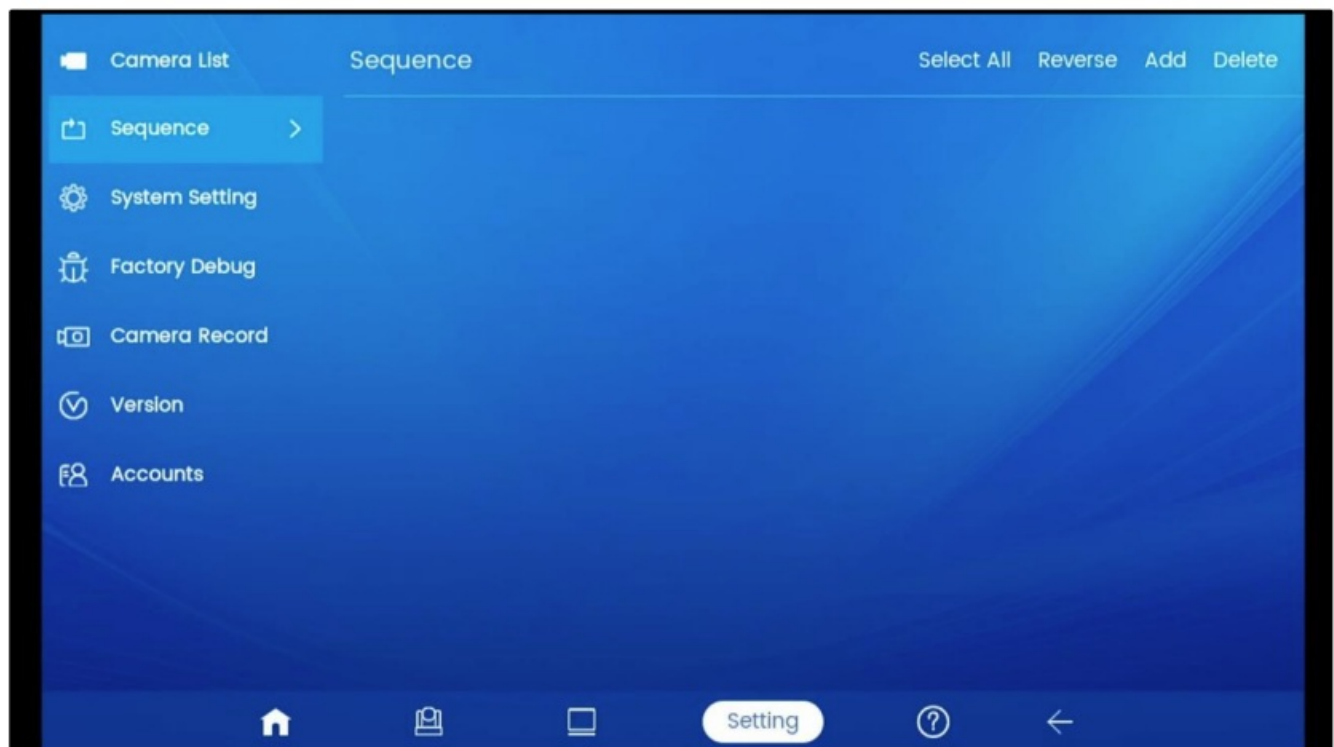 Camera List
Sequence
Select All Reverse Add Delete
Sequence
System Setting
Factory Debug
Camera Record
Version
Accounts
Setting